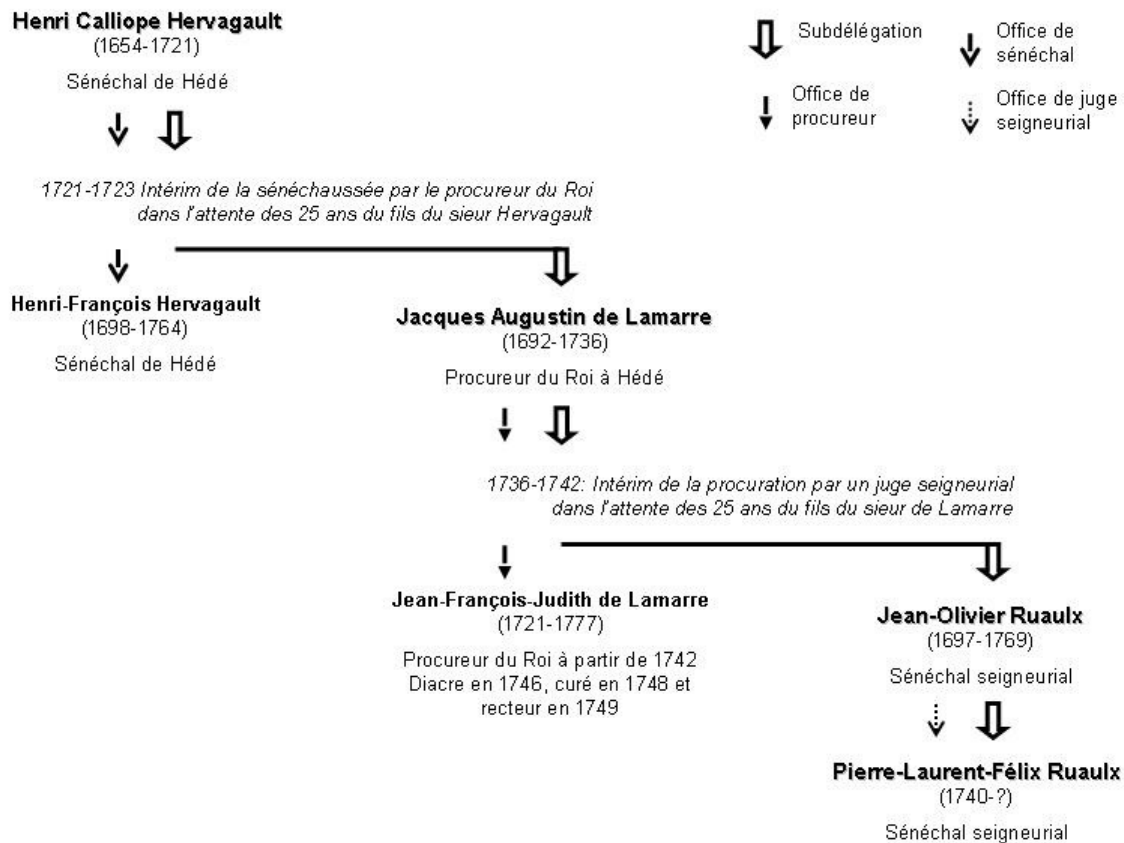 Henri Calliope Hervagault
(1654-1721)
Sénéchal de Hédé
Subdélégation
Office de
sénéchal
Office de
procureur
Office de juge
seigneurial
1721-1723 Intérim de la sénéchaussée par le procureur du Roi
dans l'attente des 25 ans du fils du sieur Hervagault
Henri-François Hervagault
(1698-1764)
Sénéchal de Hédé
Jacques Augustin de Lamarre
(1692-1736)
Procureur du Roi à Hédé
1736-1742: Intérim de la procuration par un juge seigneurial
dans l'attente des 25 ans du fils du sieur de Lamarre
Jean-François-Judith de Lamarre
(1721-1777)
Procureur du Roi à partir de 1742
Diacre en 1746, curé en 1748 et
recteur en 1749
Jean-Olivier Ruaulx
(1697-1769)
Sénéchal seigneurial
Pierre-Laurent-Félix Ruaulx
(1740-?)
Sénéchal seigneurial